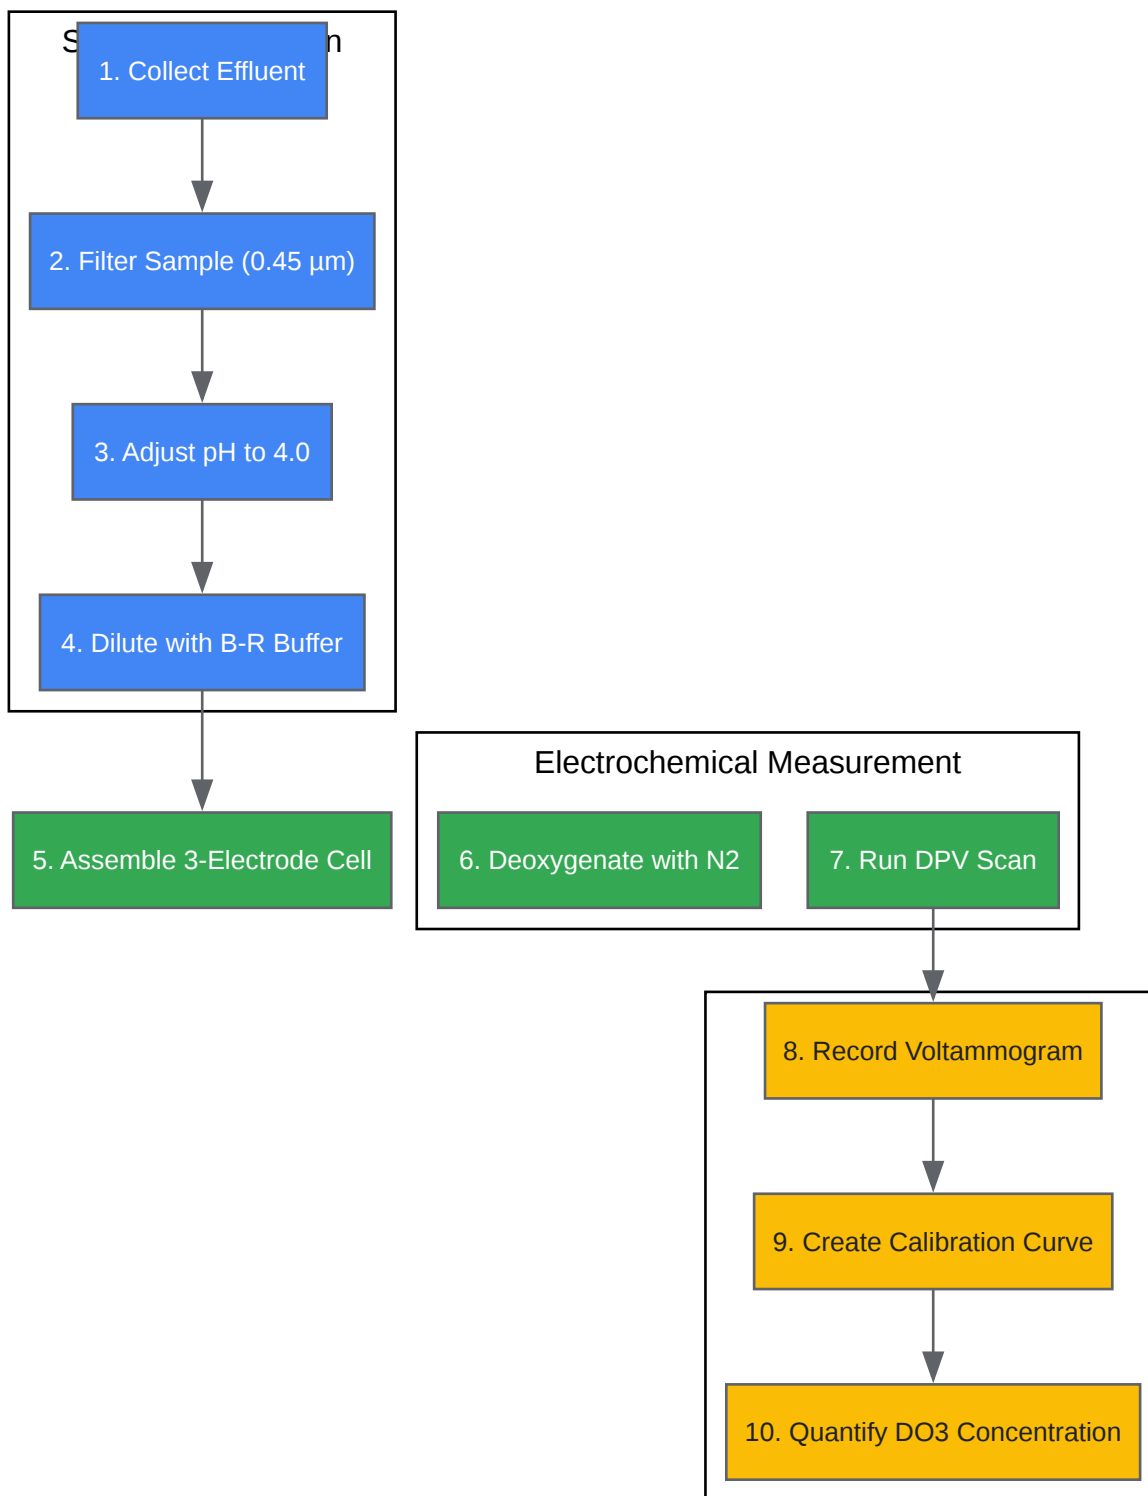 1. Collect Effluent
2. Filter Sample (0.45 µm)
3. Adjust pH to 4.0
4. Dilute with B-R Buffer
5. Assemble 3-Electrode Cell
Electrochemical Measurement
6. Deoxygenate with N2
7. Run DPV Scan
8. Record Voltammogram
9. Create Calibration Curve
10. Quantify DO3 Concentration